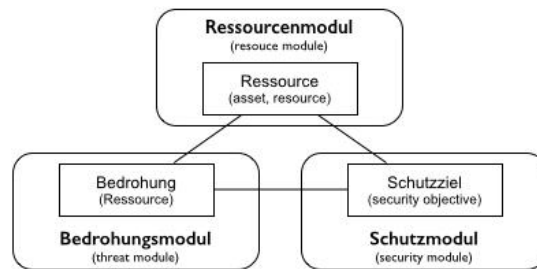 Ressourcenmodul
(resouce module)
Ressource
(asset, resource)
Bedrohung
(Ressource)
Bedrohungsmodul
(threat module)
Schutzziel
(security objective)
Schutzmodul
(security module)